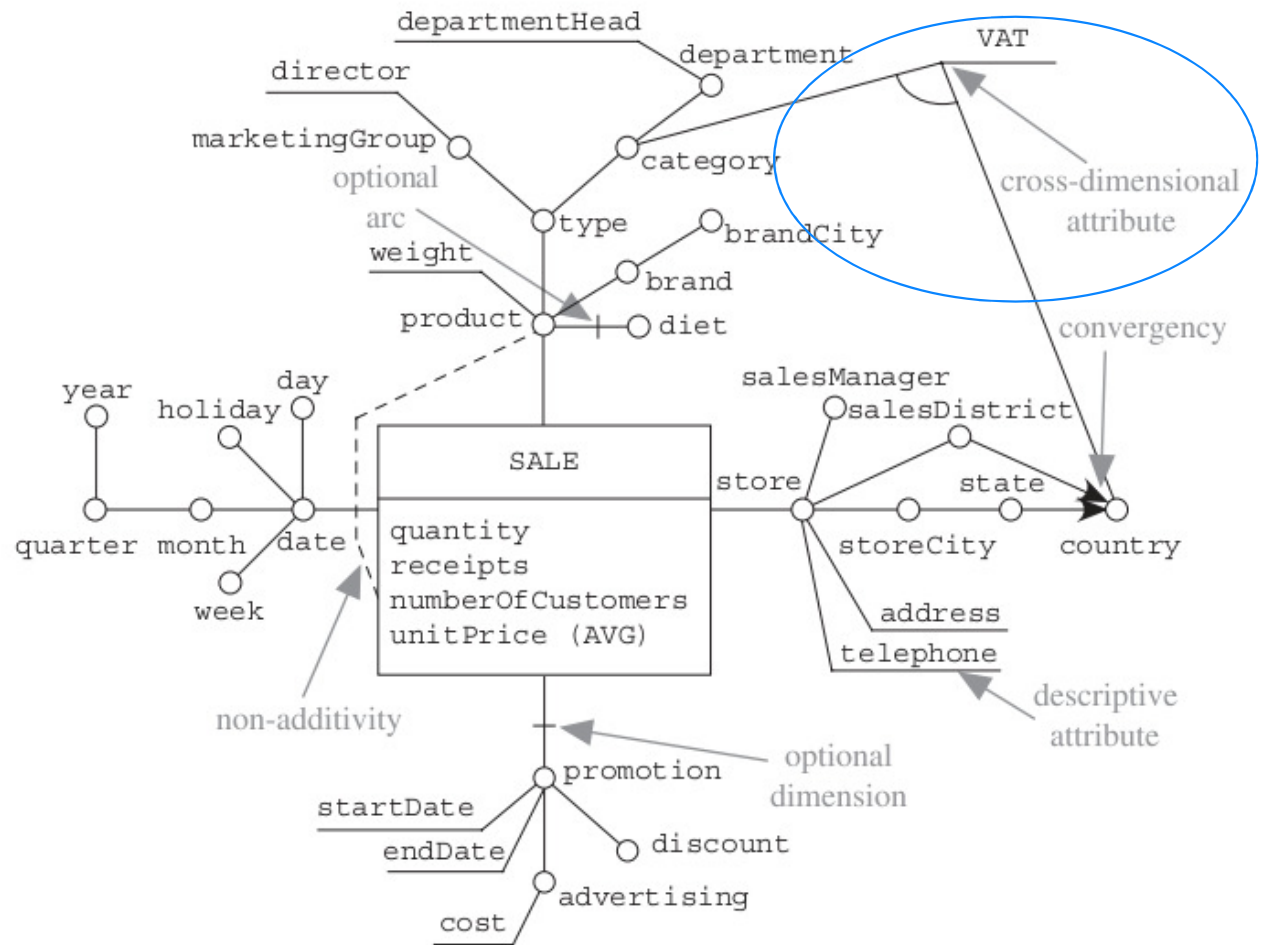 departmentHead
VAT
department
director
marketingGroup
category
optional
arc
cross-dimensional
attribute
type
brandCity
weight
brand
product
diet
convergency
salesManager
day
year
holiday
salesDistrict
SALE
store
state
quantity
receipts
numberOfCustomers
unitPrice (AVG)
quarter
month
date
storeCity
country
week
address
telephone
non-additivity
descriptive
attribute
optional
dimension
promotion
startDate
endDate
discount
advertising
cost